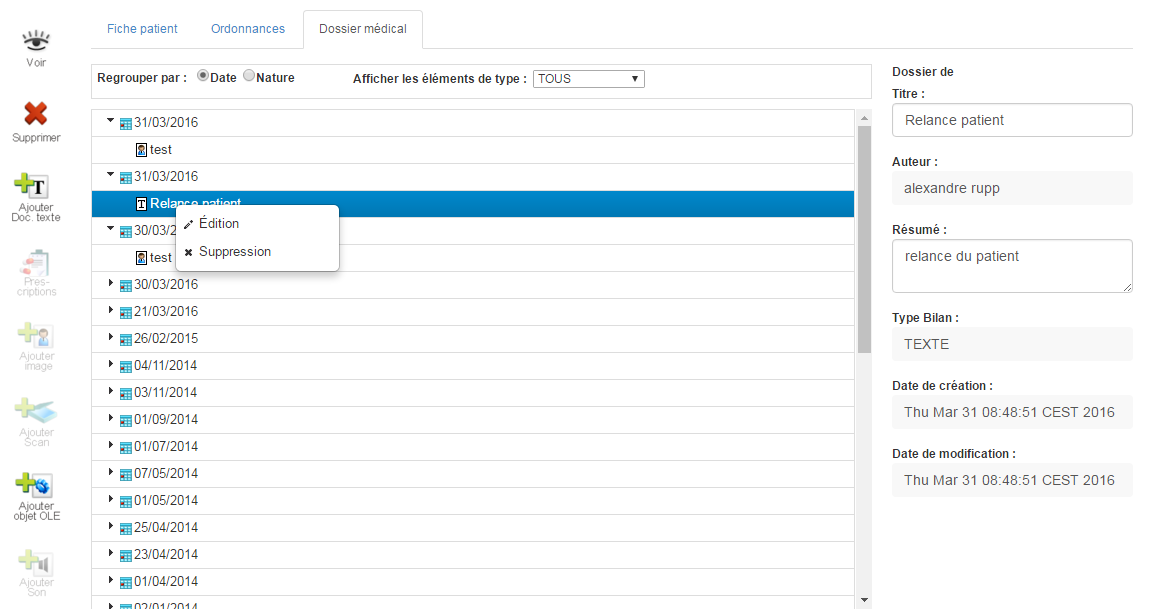 Voir
Supprimer
Ajouter
Doc. texte
Pres-
criptions
Ajouter
image
Ajouter
Scan
Ajouter
objet OLE
Ajouter
Son
Fiche patient
Ordonnances
Dossier médical
Regrouper par : Date Nature
Afficher les éléments de type : TOUS
31/03/2016
test
31/03/2016
Relance patient
Édition
Suppression
30/03/2
test
30/03/2016
21/03/2016
26/02/2015
04/11/2014
03/11/2014
01/09/2014
01/07/2014
07/05/2014
01/05/2014
25/04/2014
23/04/2014
01/04/2014
02/01/2014
Dossier de
Titre :
Relance patient
Auteur :
alexandre rupp
Résumé :
relance du patient
Type Bilan :
TEXTE
Date de création :
Thu Mar 31 08:48:51 CEST 2016
Date de modification :
Thu Mar 31 08:48:51 CEST 2016